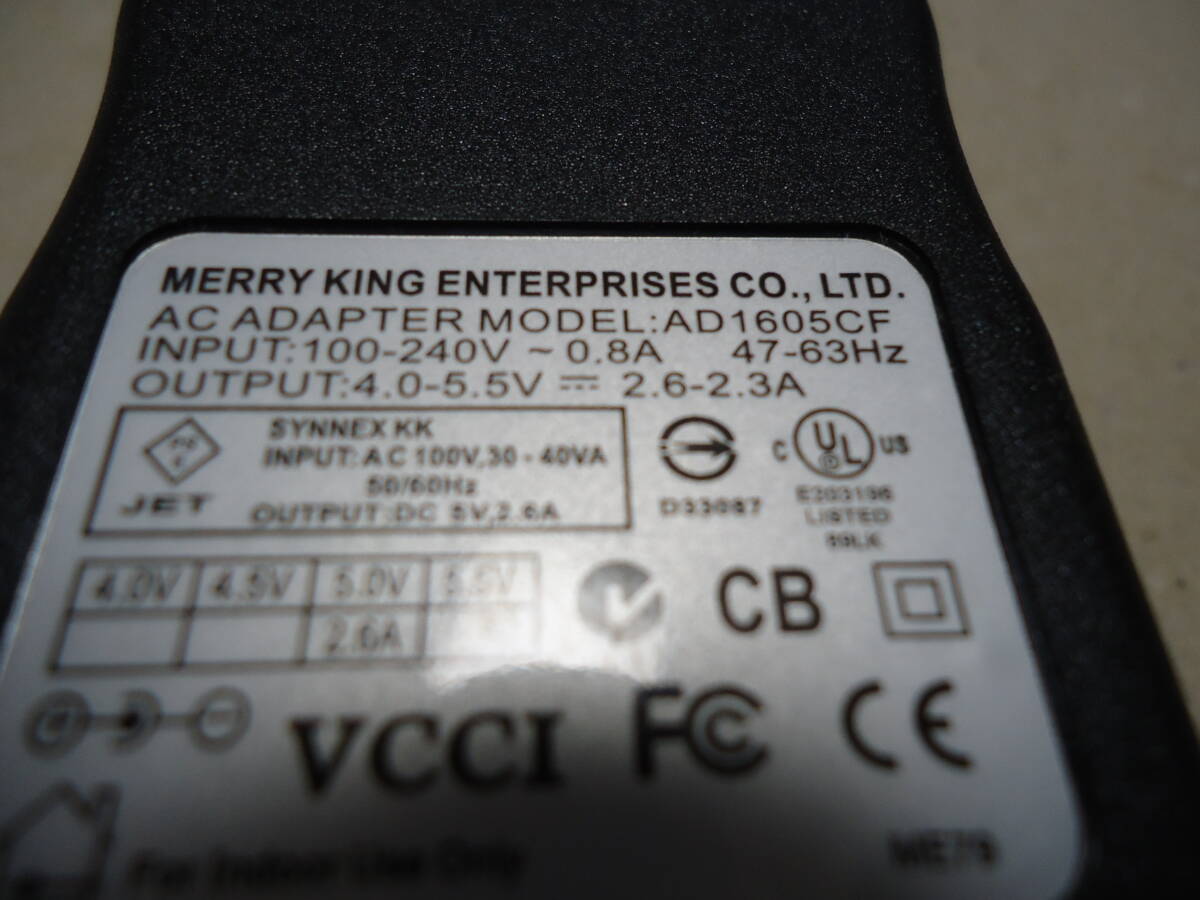 MERRY KING ENTERPRISES CO., LTD.
AC ADAPTER MODEL:AD1605CF
INPUT:100-240V ~ 0.8A 47-63Hz
OUTPUT:4.0-5.5V ⎓ 2.6-2.3A
SYNNEX KK
INPUT: AC 100V,30 - 40VA
50/60Hz
OUTPUT:DC 5V,2.6A
PS
E
JET
D33087
C UL US
E203196
LISTED
4.0V 4.5V 5.0V 5.5V
2.6A
CB
VCCI FC CE
For Indoor Use Only